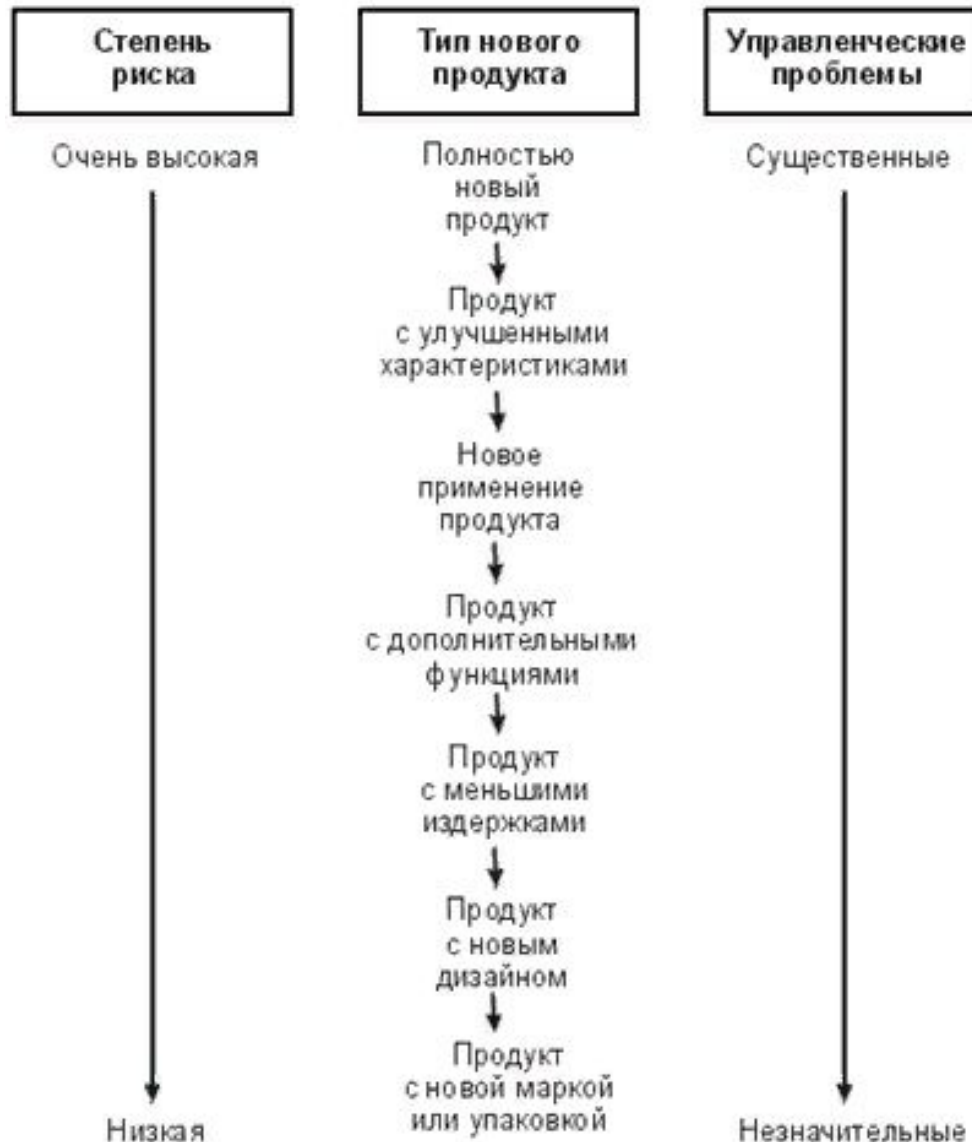 Степень
риска
Тип нового
продукта
Управленческие
проблемы
Очень высокая
Полностью
новый
продукт
Существенные
Продукт
с улучшенными
характеристиками
Новое
применение
продукта
Продукт
с дополнительными
функциями
Продукт
с меньшими
издержками
Продукт
с новым
дизайном
Продукт
с новой маркой
или упаковкой
Низкая
Незначительные